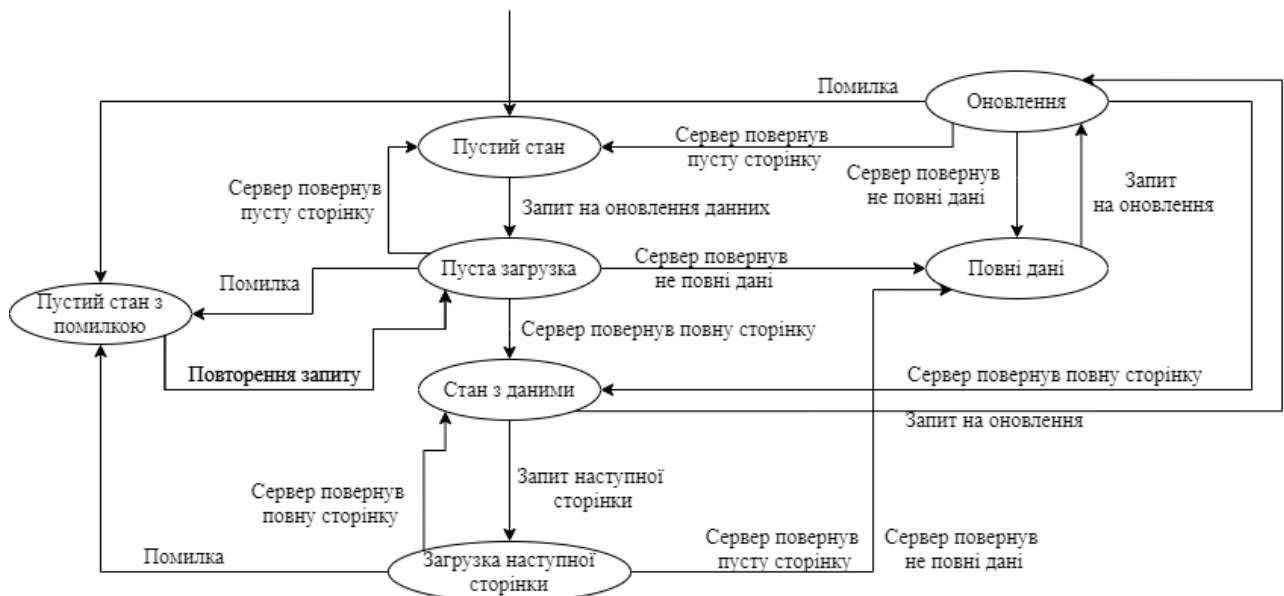 Помилка
Оновлення
Пустий стан
Сервер повернув
пусту сторінку
Сервер повернув
пусту сторінку
Сервер повернув
не повні дані
Запит
на оновлення
Запит на оновлення данних
Пуста загрузка
Сервер повернув
не повні дані
Повні дані
Помилка
Пустий стан з
помилкою
Сервер повернув повну сторінку
Повторення запиту
Стан з даними
Сервер повернув повну сторінку
Запит на оновлення
Запит наступної
сторінки
Сервер повернув
повну сторінку
Помилка
Загрузка наступної
сторінки
Сервер повернув
пусту сторінку
Сервер повернув
не повні дані